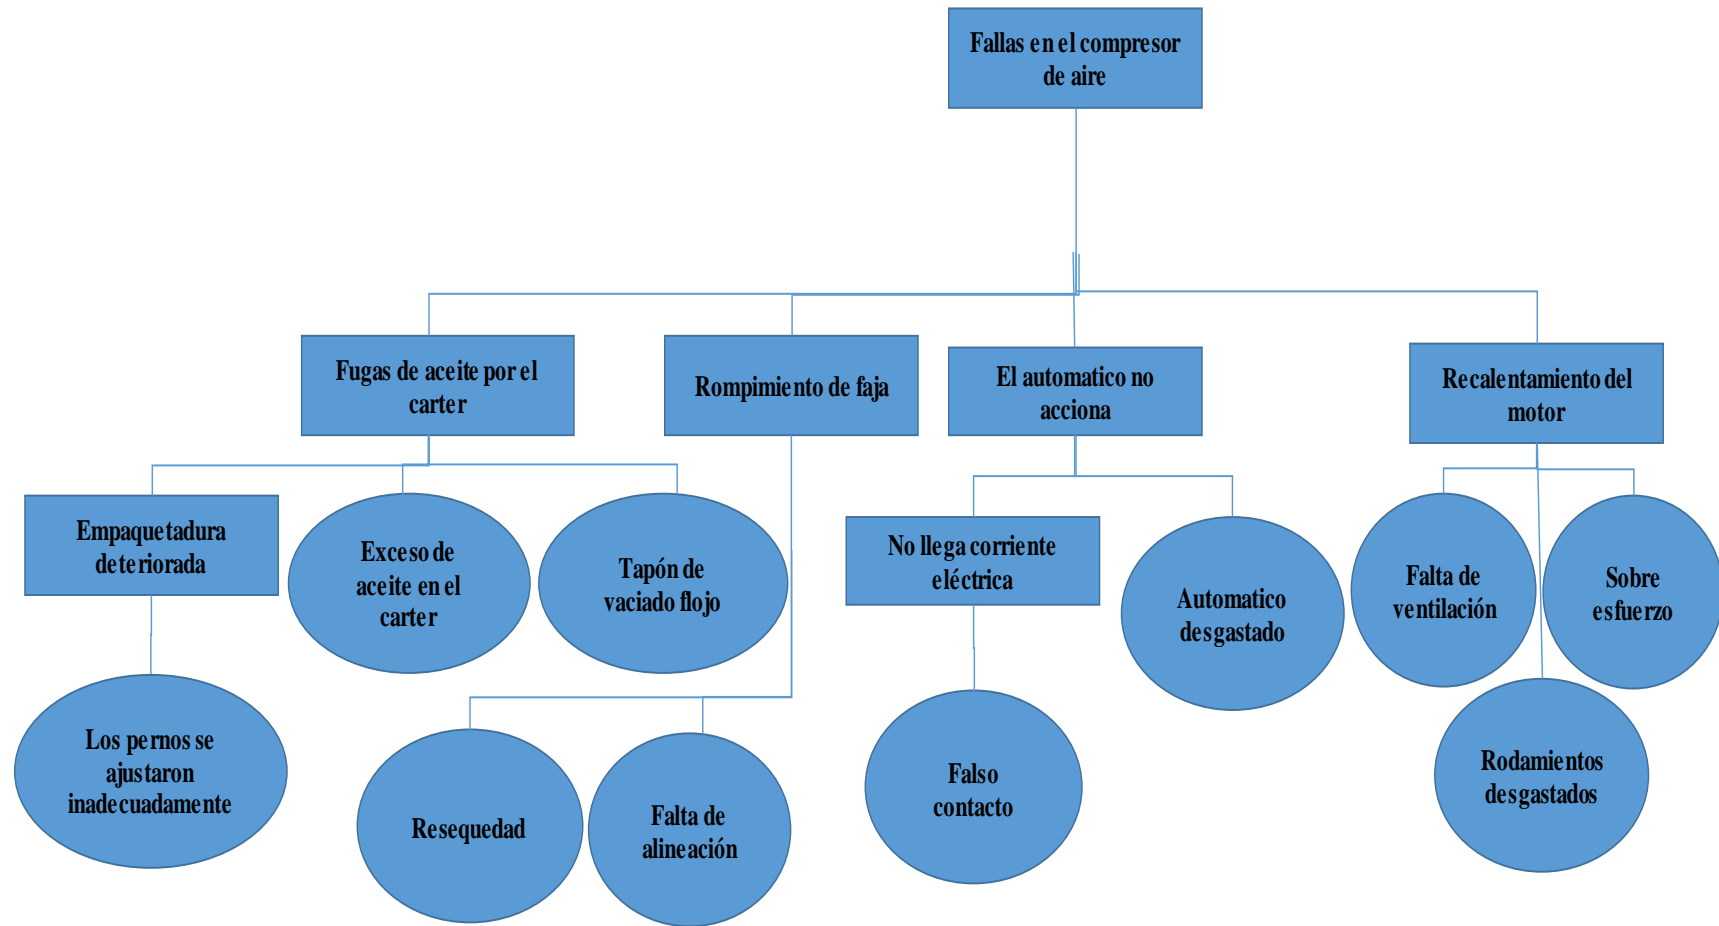 Fallas en el compresor
de aire
Fugas de aceite por el
carter
Rompimiento de faja
El automatico no
acciona
Recalentamiento del
motor
Empaquetadura
deteriorada
Exceso de
aceite en el
carter
Tapón de
vaciado flojo
No llega corriente
eléctrica
Automatico
desgastado
Falta de
ventilación
Sobre
esfuerzo
Los pernos se
ajustaron
inadecuadamente
Resequedad
Falta de
alineación
Falso
contacto
Rodamientos
desgastados